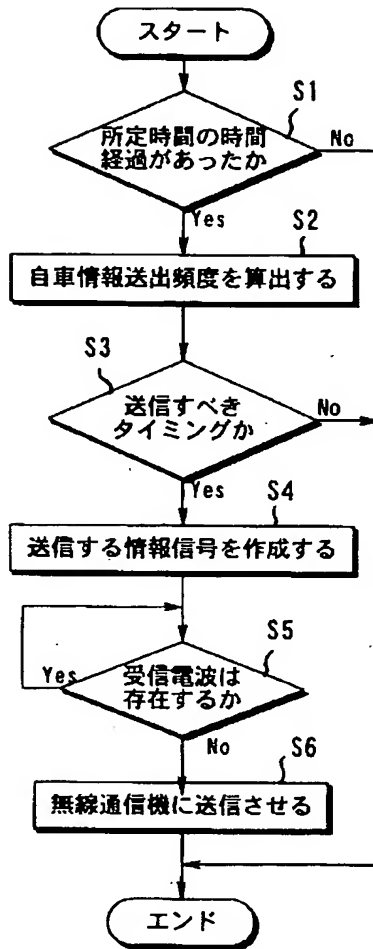 スタート
S1
所定時間の時間
経過があったか
No
Yes
S2
自車情報送出頻度を算出する
S3
送信すべき
タイミングか
No
Yes
S4
送信する情報信号を作成する
S5
受信電波は
存在するか
Yes
No
S6
無線通信機に送信させる
エンド